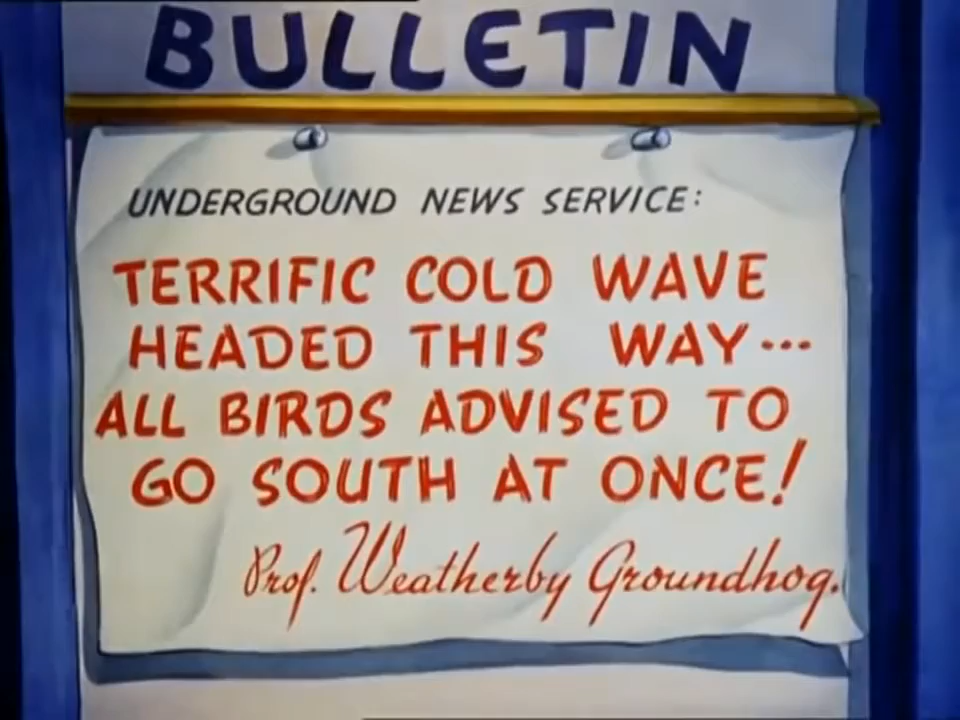 BULLETIN
UNDERGROUND NEWS SERVICE:
TERRIFIC COLD WAVE
HEADED THIS WAY...
ALL BIRDS ADVISED TO
GO SOUTH AT ONCE!
Prof. Weatherby Groundhog.